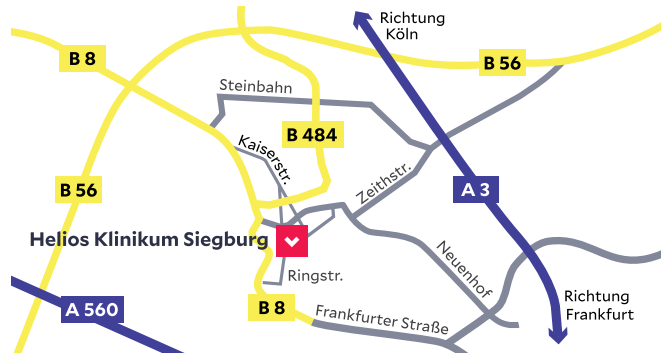 Richtung
Köln
B 8
B 56
Steinbahn
B 484
Kaiserstr.
Zeithstr.
B 56
A 3
Helios Klinikum Siegburg
Neuenhof
Ringstr.
Richtung
Frankfurt
A 560
B 8
Frankfurter Straße